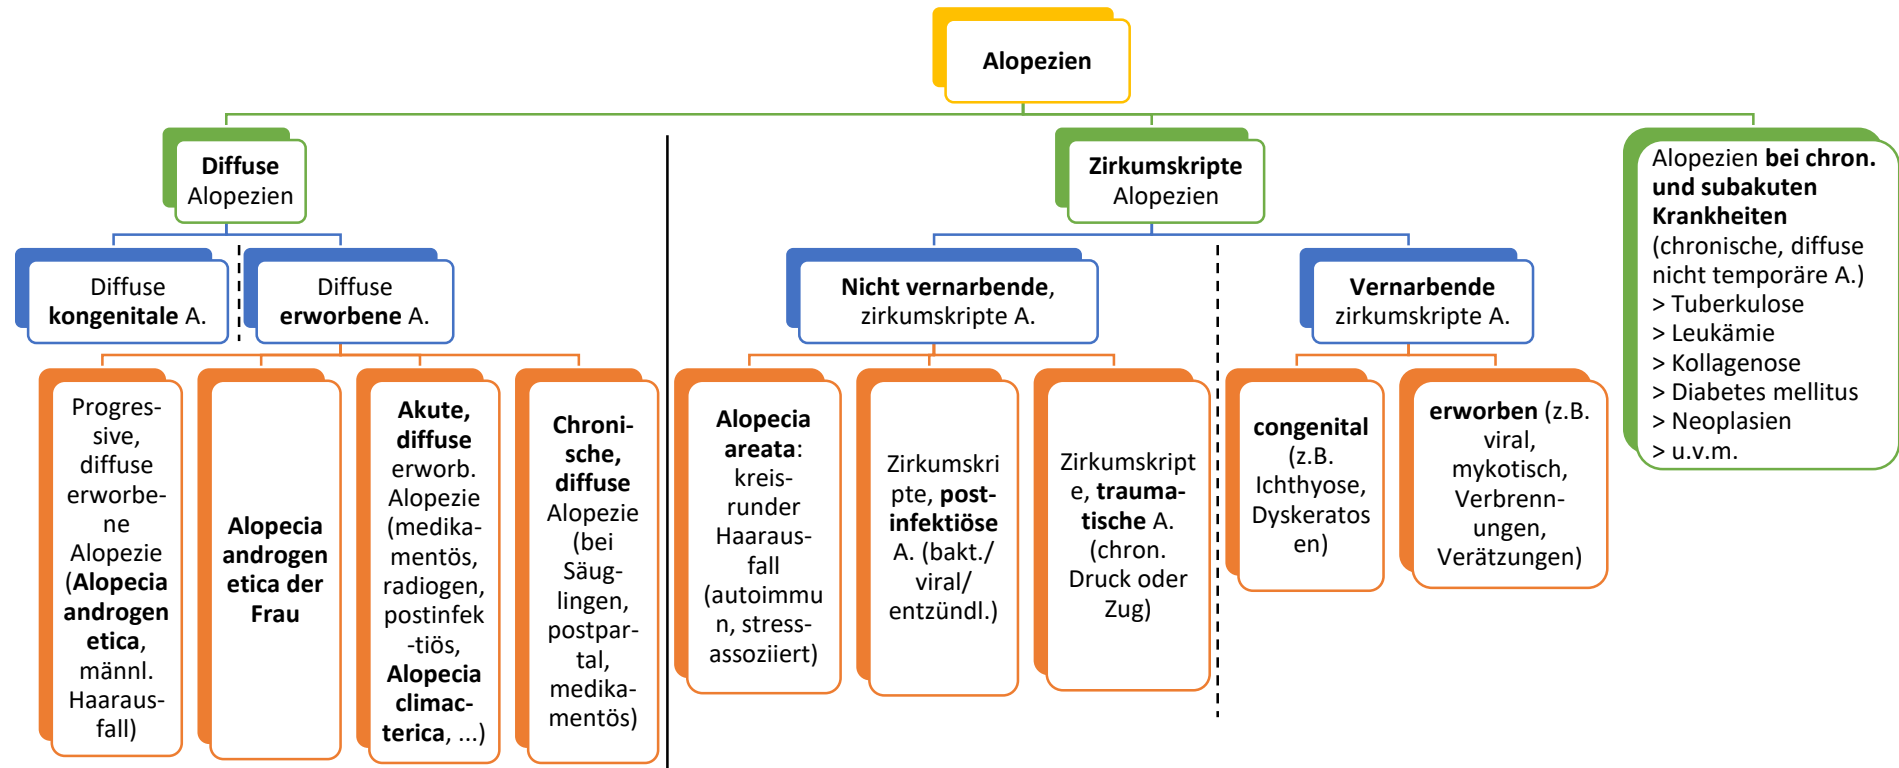 Alopezien
Diffuse
Alopezien
Zirkumskripte
Alopezien
Alopezien bei chron.
und subakuten
Krankheiten
(chronische, diffuse
nicht temporäre A.)
> Tuberkulose
> Leukämie
> Kollagenose
> Diabetes mellitus
> Neoplasien
> u.v.m.
Diffuse
kongenitale A.
Diffuse
erworbene A.
Nicht vernarbende,
zirkumskripte A.
Vernarbende
zirkumskripte A.
Progres-
sive,
diffuse
erworbe-
ne
Alopezie
(Alopecia
androgen
etica,
männl.
Haaraus-
fall)
Alopecia
androgen
etica der
Frau
Akute,
diffuse
erworb.
Alopezie
(medika-
mentös,
radiogen,
postinfek
-tiös,
Alopecia
climac-
terica, ...)
Chroni-
sche,
diffuse
Alopezie
(bei
Säug-
lingen,
postpar-
tal,
medika-
mentös)
Alopecia
areata:
kreis-
runder
Haaraus-
fall
(autoimmu
n, stress-
assoziiert)
Zirkumskri
pte, post-
infektiöse
A. (bakt./
viral/
entzündl.)
Zirkumskript
e, trauma-
tische A.
(chron.
Druck oder
Zug)
congenital
(z.B.
Ichthyose,
Dyskeratos
en)
erworben (z.B.
viral,
mykotisch,
Verbrenn-
ungen,
Verätzungen)